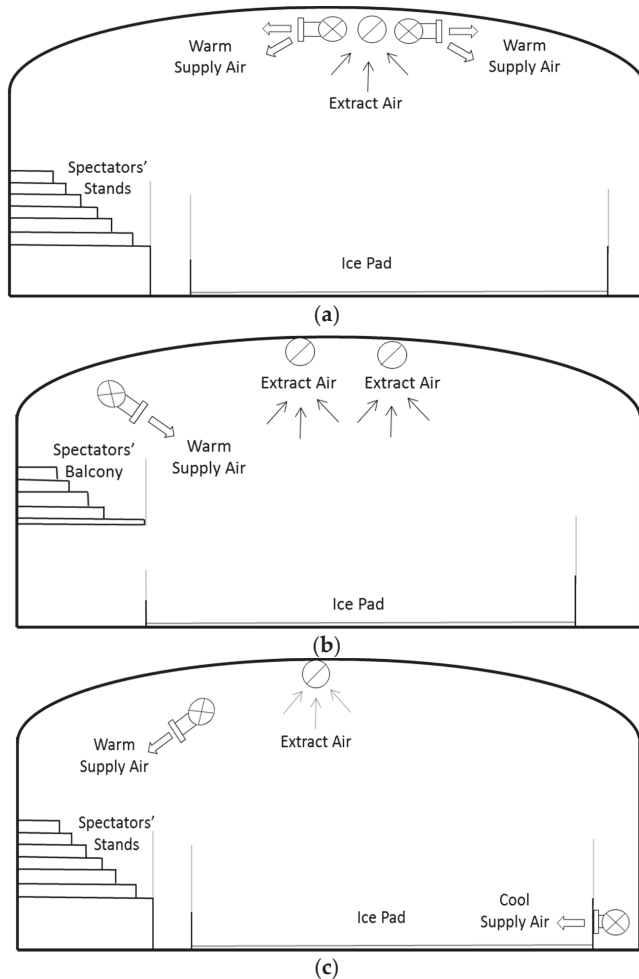 Warm
Supply Air
Warm
Supply Air
Extract Air
Spectators'
Stands
Ice Pad
(a)
Extract Air
Extract Air
Warm
Supply Air
Spectators'
Balcony
Ice Pad
(b)
Warm
Supply Air
Extract Air
Spectators'
Stands
Cool
Supply Air
Ice Pad
(c)